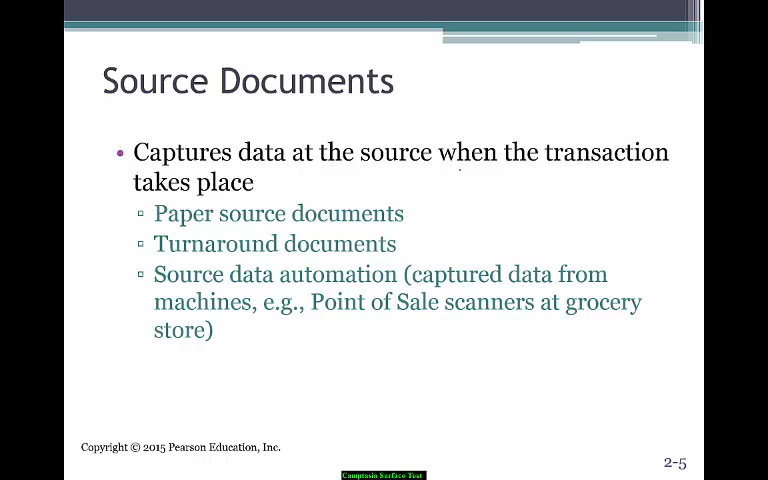 Source Documents
• Captures data at the source when the transaction
takes place
▫ Paper source documents
▫ Turnaround documents
▫ Source data automation (captured data from
machines, e.g., Point of Sale scanners at grocery
store)
Copyright © 2015 Pearson Education, Inc.
2-5
Camptasia Surface Test